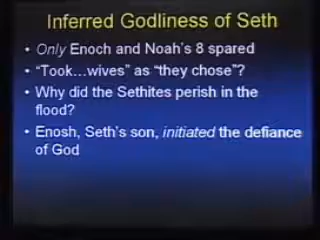 Inferred Godliness of Seth
• Only Enoch and Noah's 8 spared
• "Took...wives" as "they chose"?
• Why did the Sethites perish in the
flood?
• Enosh, Seth's son, initiated the defiance
of God